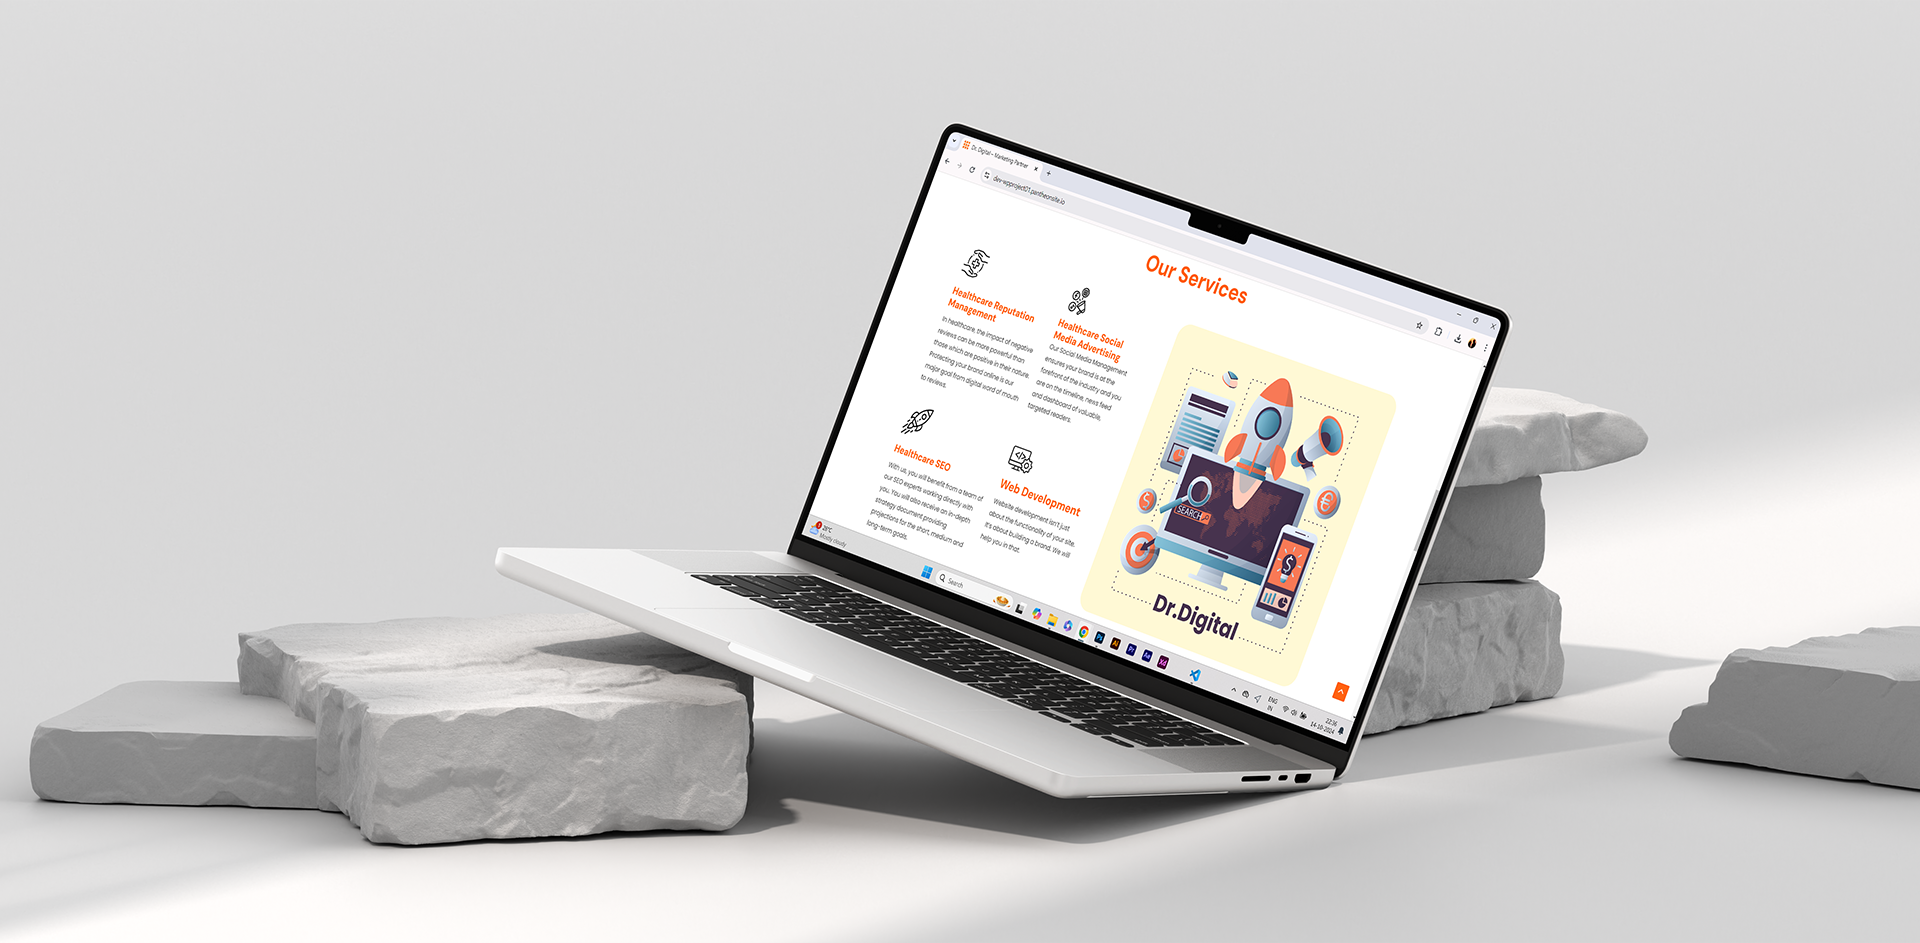 Dr. Digital – Marketing Partner
dev-wpproject01.pantheonsite.io
Our Services
Healthcare Reputation
Management
In healthcare, the impact of negative
reviews can be more powerful than
those which are positive in their nature.
Protecting your brand online is our
major goal from digital word of mouth
to reviews.
Healthcare Social
Media Advertising
Our Social Media Management
ensures your brand is at the
forefront of the industry and you
are on the timeline, news feed
and dashboard of valuable,
targeted readers.
Healthcare SEO
With us, you will benefit from a team of
our SEO experts working directly with
you. You will also receive an in-depth
strategy document providing
projections for the short, medium and
long-term goals.
Web Development
Website development isn't just
about the functionality of your site.
It's about building a brand. We will
help you in that.
SEARCH
Dr.Digital
28°C
Mostly cloudy
Search
Ps
Ai
Pr
Ae
Xd
ENG
IN
22:36
14-10-2024